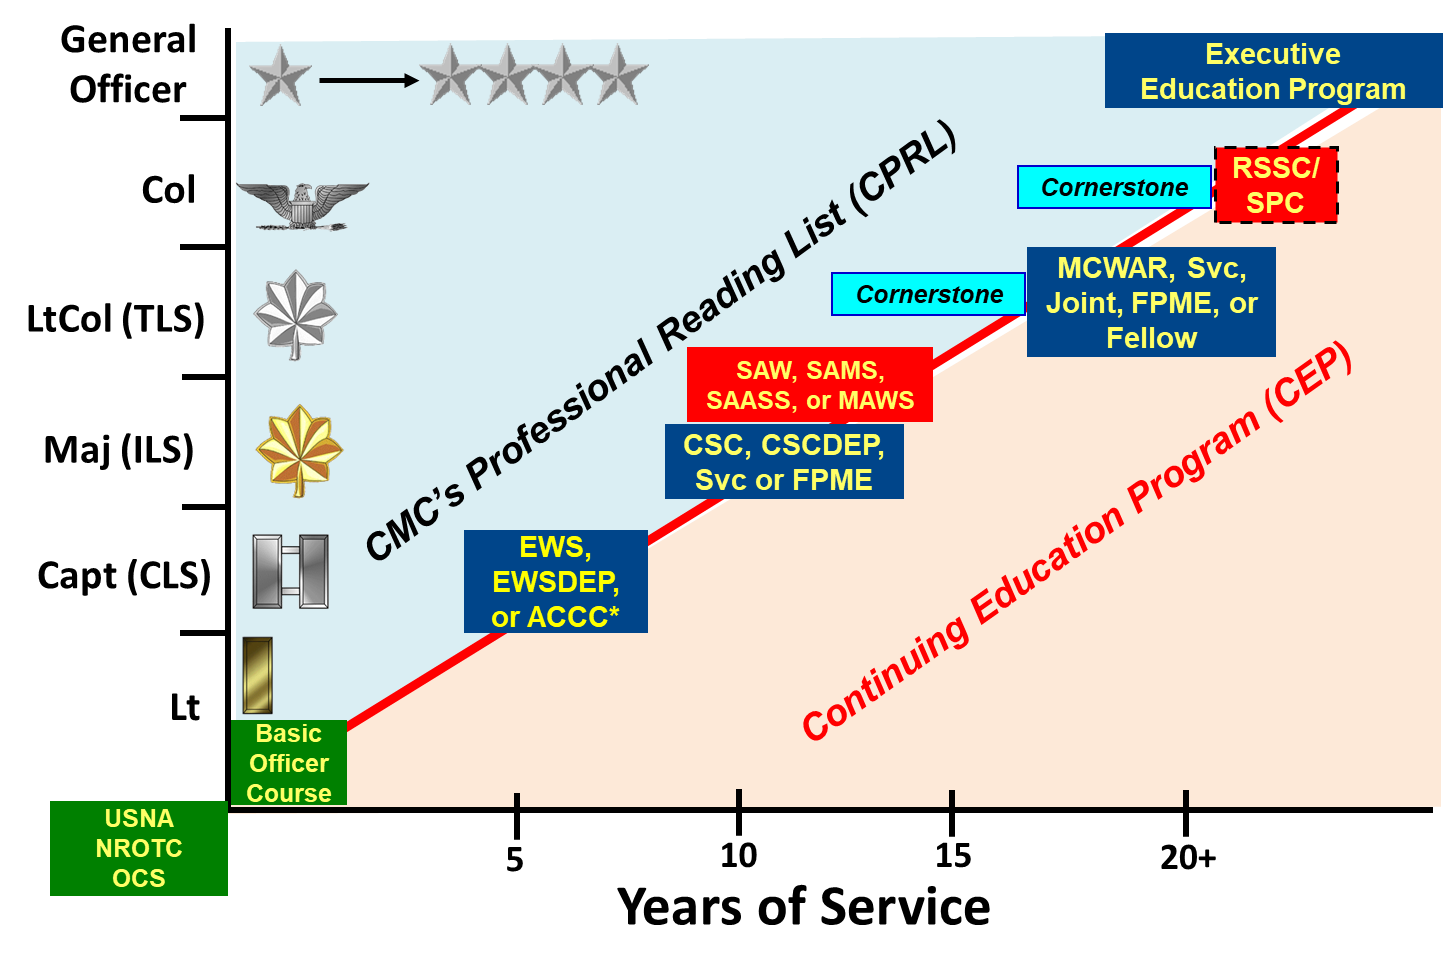 General
Officer
Executive
Education Program
CMC's Professional Reading List (CPRL)
Col
Cornerstone
RSSC/
SPC
LtCol (TLS)
Cornerstone
MCWAR, Svc,
Joint, FPME, or
Fellow
SAW, SAMS,
SAASS, or MAWS
Maj (ILS)
CSC, CSCDEP,
Svc or FPME
Continuing Education Program (CEP)
Capt (CLS)
EWS,
EWSDEP,
or ACCC*
Lt
Basic
Officer
Course
USNA
NROTC
OCS
5
10
15
20+
Years of Service